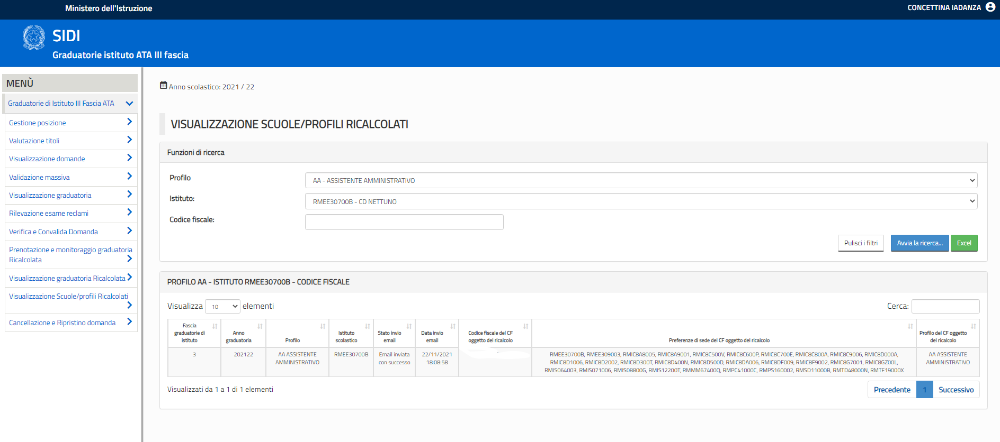 Ministero dell'Istruzione
CONCETTINA IADANZA
SIDI
Graduatorie istituto ATA III fascia
MENÙ
Graduatorie di Istituto III Fascia ATA
Gestione posizione
Valutazione titoli
Visualizzazione domande
Validazione massiva
Visualizzazione graduatoria
Rilevazione esame reclami
Verifica e Convalida Domanda
Prenotazione e monitoraggio graduatoria
Ricalcolata
Visualizzazione graduatoria Ricalcolata
Visualizzazione Scuole/profili Ricalcolati
Cancellazione e Ripristino domanda
Anno scolastico: 2021 / 22
VISUALIZZAZIONE SCUOLE/PROFILI RICALCOLATI
Funzioni di ricerca
Profilo
AA - ASSISTENTE AMMINISTRATIVO
Istituto:
RMEE30700B - CD NETTUNO
Codice fiscale:
Pulisci i filtri Avvia la ricerca... Excel
PROFILO AA - ISTITUTO RMEE30700B - CODICE FISCALE
Visualizza 10 elementi Cerca:
Fascia graduatorie di istituto
Anno graduatoria
Profilo
Istituto scolastico
Stato invio email
Data invio email
Codice fiscale del CF oggetto del ricalcolo
Preferenze di sede del CF oggetto del ricalcolo
Profilo del CF oggetto del ricalcolo
3
202122
AA ASSISTENTE AMMINISTRATIVO
RMEE30700B
Email inviata con successo
22/11/2021 18:08:58
RMEE30700B, RMEE309003, RMIC8A8005, RMIC8A9001, RMIC8C500V, RMIC8C600P, RMIC8C700E, RMIC8C800A, RMIC8C9006, RMIC8D000A,
RMIC8D1006, RMIC8D2002, RMIC8D300T, RMIC8D400N, RMIC8D500D, RMIC8DA006, RMIC8DF009, RMIC8F9002, RMIC8G7001, RMIC8GZ00L,
RMIS064003, RMIS071006, RMIS08800G, RMIS12200T, RMMM67400Q, RMPC41000C, RMPS160002, RMSD11000B, RMTD48000N, RMTF19000X
AA ASSISTENTE AMMINISTRATIVO
Visualizzati da 1 a 1 di 1 elementi
Precedente 1 Successivo